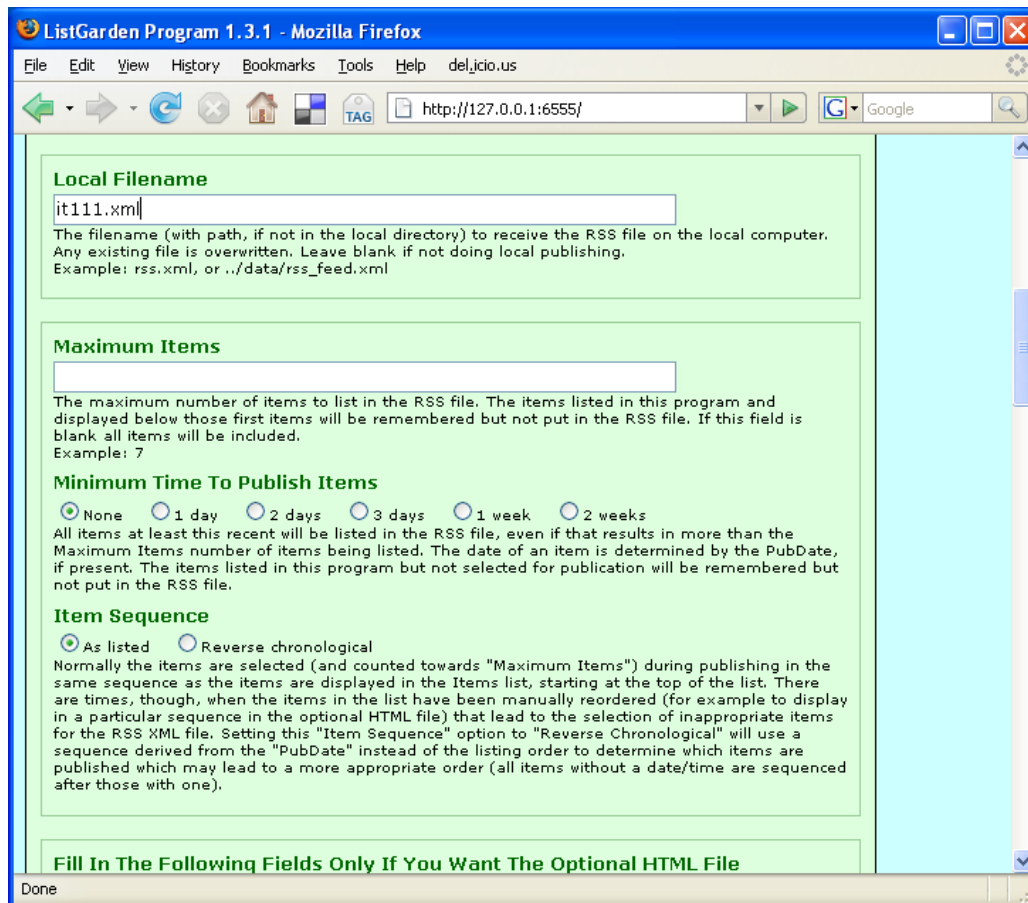 ListGarden Program 1.3.1 - Mozilla Firefox
File Edit View History Bookmarks Tools Help del.icio.us
TAG http://127.0.0.1:6555/ G Google
Local Filename
it111.xml
The filename (with path, if not in the local directory) to receive the RSS file on the local computer.
Any existing file is overwritten. Leave blank if not doing local publishing.
Example: rss.xml, or ../data/rss_feed.xml
Maximum Items
The maximum number of items to list in the RSS file. The items listed in this program and
displayed below those first items will be remembered but not put in the RSS file. If this field is
blank all items will be included.
Example: 7
Minimum Time To Publish Items
None 1 day 2 days 3 days 1 week 2 weeks
All items at least this recent will be listed in the RSS file, even if that results in more than the
Maximum Items number of items being listed. The date of an item is determined by the PubDate,
if present. The items listed in this program but not selected for publication will be remembered but
not put in the RSS file.
Item Sequence
As listed Reverse chronological
Normally the items are selected (and counted towards "Maximum Items") during publishing in the
same sequence as the items are displayed in the Items list, starting at the top of the list. There
are times, though, when the items in the list have been manually reordered (for example to display
in a particular sequence in the optional HTML file) that lead to the selection of inappropriate items
for the RSS XML file. Setting this "Item Sequence" option to "Reverse Chronological" will use a
sequence derived from the "PubDate" instead of the listing order to determine which items are
published which may lead to a more appropriate order (all items without a date/time are sequenced
after those with one).
Fill In The Following Fields Only If You Want The Optional HTML File
Done